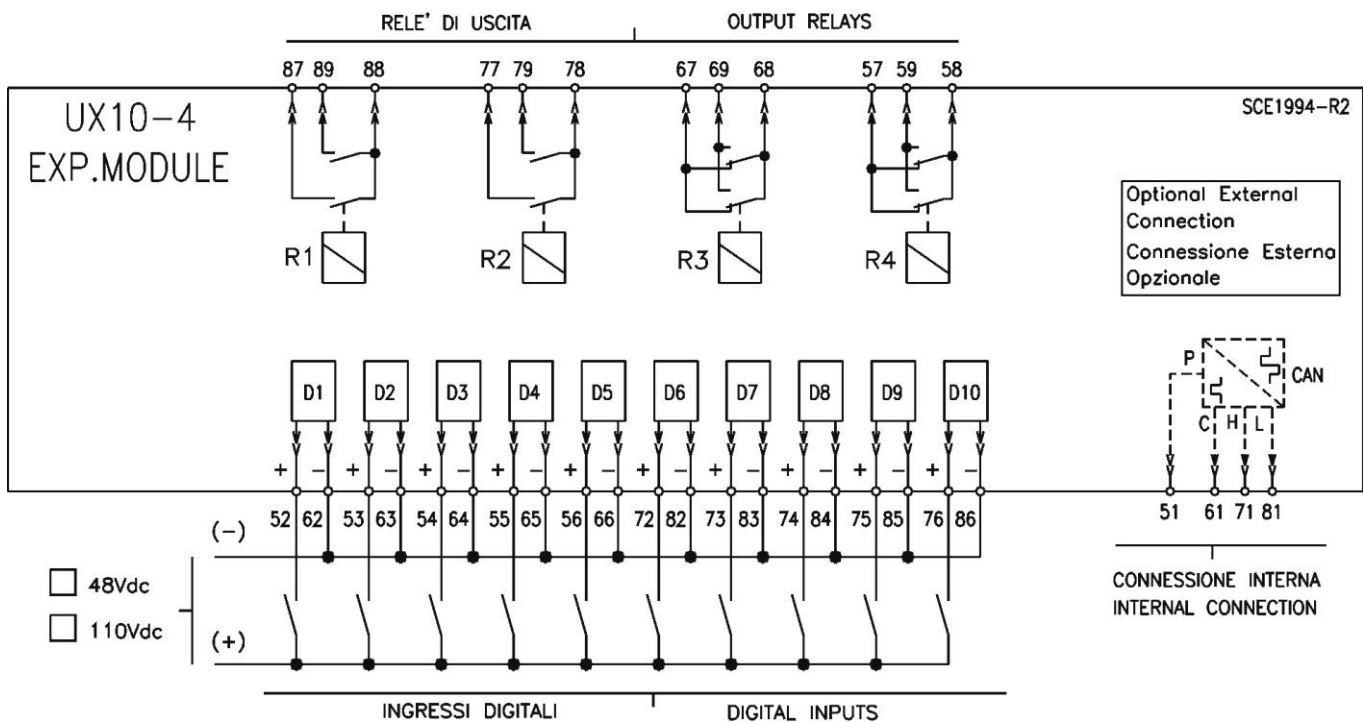 RELE' DI USCITA OUTPUT RELAYS
87 89 88 77 79 78 67 69 68 57 59 58
UX10-4
EXP.MODULE
SCE1994-R2
Optional External
Connection
Connessione Esterna
Opzionale
R1 R2 R3 R4
D1 D2 D3 D4 D5 D6 D7 D8 D9 D10
P CAN
C H L
+ - + - + - + - + - + - + - + - + - + -
52 62 53 63 54 64 55 65 56 66 72 82 73 83 74 84 75 85 76 86
51 61 71 81
(-)
48Vdc
110Vdc
(+)
CONNESSIONE INTERNA
INTERNAL CONNECTION
INGRESSI DIGITALI DIGITAL INPUTS